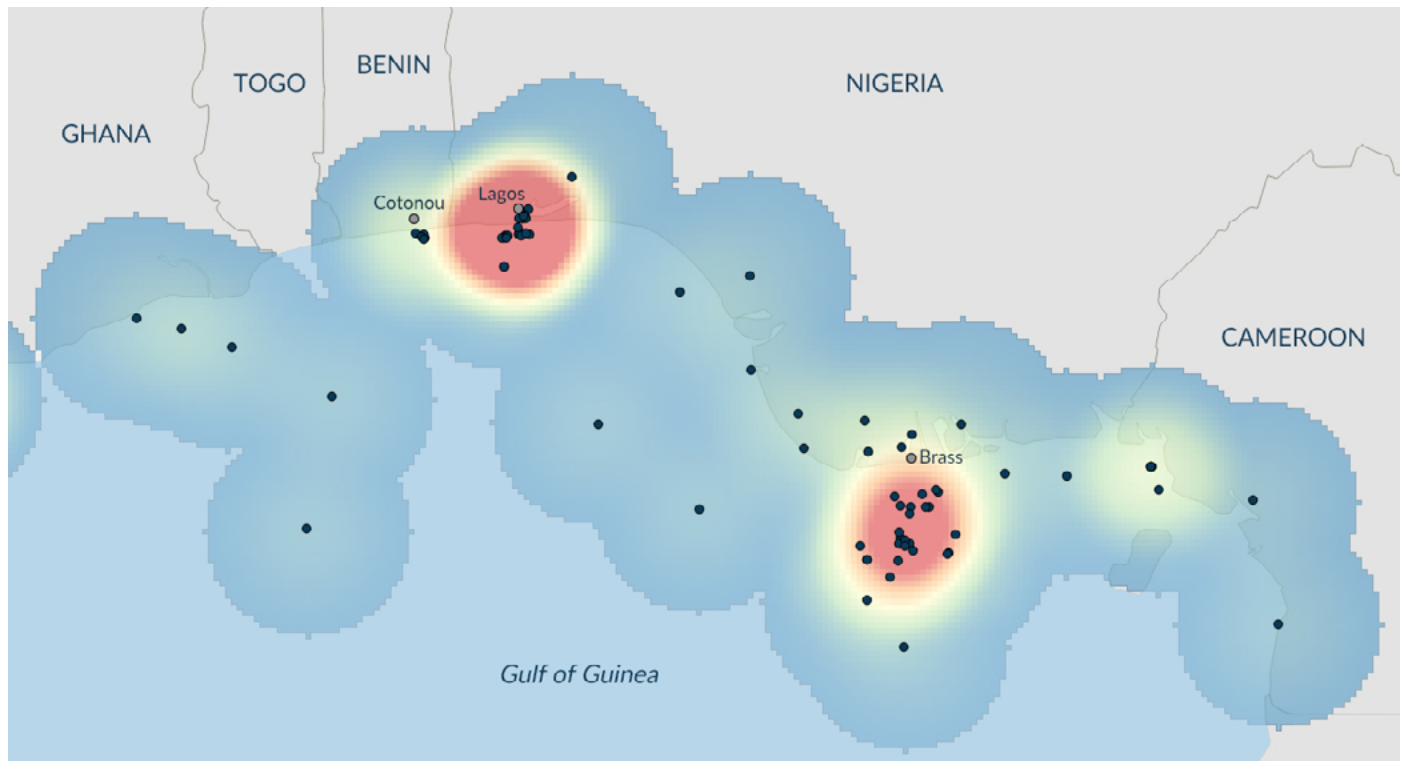 BENIN
TOGO
NIGERIA
GHANA
Lagos
Cotonou
CAMEROON
Brass
Gulf of Guinea